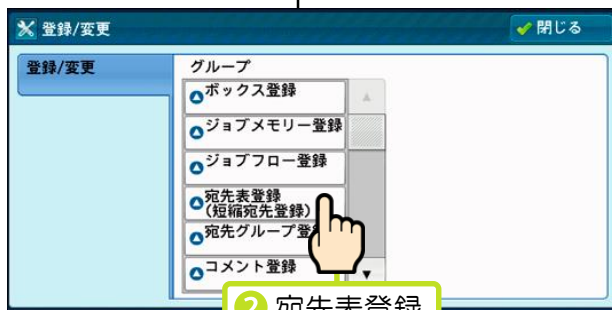 登録/変更
閉じる
登録/変更
グループ
ボックス登録
ジョブメモリー登録
ジョブフロー登録
宛先表登録
(短縮宛先登録)
宛先グループ登
コメント登録
2 宛先表登録